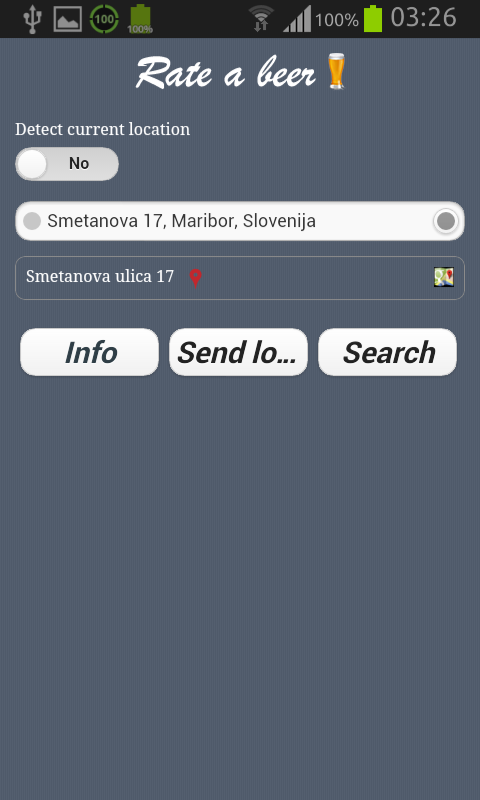 100 100% 100% 03:26
Rate a beer
Detect current location
No
Smetanova 17, Maribor, Slovenija
Smetanova ulica 17
Info Send lo... Search